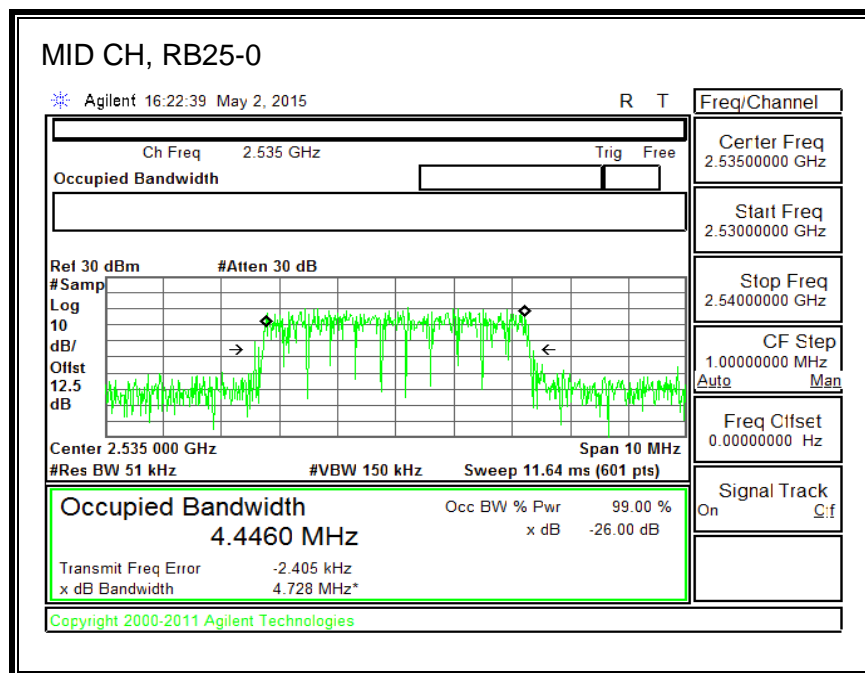 MID CH, RB25-0
Agilent 16:22:39 May 2, 2015 R T
Freq/Channel
Ch Freq 2.535 GHz Trig Free
Occupied Bandwidth
Center Freq
2.53500000 GHz
Start Freq
2.53000000 GHz
Stop Freq
2.54000000 GHz
CF Step
1.00000000 MHz
Auto Man
Freq Offset
0.00000000 Hz
Signal Track
On Off
Ref 30 dBm #Atten 30 dB
#Samp
Log
10
dB/
Offst
12.5
dB
Center 2.535 000 GHz Span 10 MHz
#Res BW 51 kHz #VBW 150 kHz Sweep 11.64 ms (601 pts)
Occupied Bandwidth Occ BW % Pwr 99.00 %
4.4460 MHz x dB -26.00 dB
Transmit Freq Error -2.405 kHz
x dB Bandwidth 4.728 MHz*
Copyright 2000-2011 Agilent Technologies